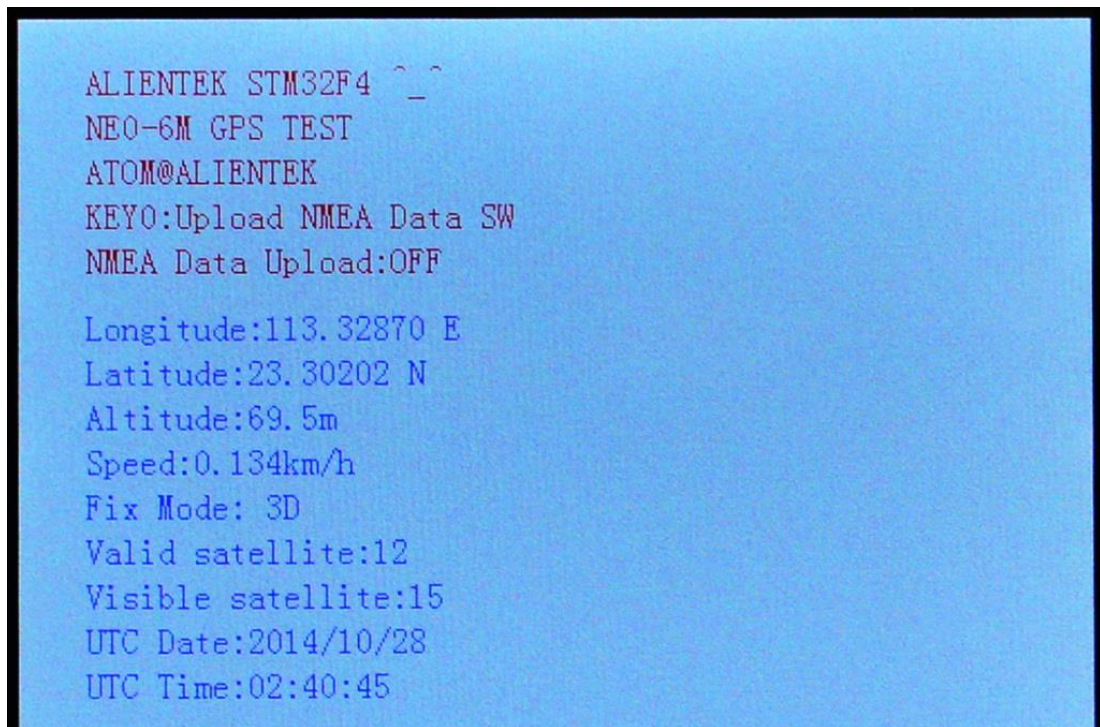 ALIENTEK STM32F4 ^_^
NEO-6M GPS TEST
ATOM@ALIENTEK
KEY0:Upload NMEA Data SW
NMEA Data Upload:OFF
Longitude:113.32870 E
Latitude:23.30202 N
Altitude:69.5m
Speed:0.134km/h
Fix Mode: 3D
Valid satellite:12
Visible satellite:15
UTC Date:2014/10/28
UTC Time:02:40:45